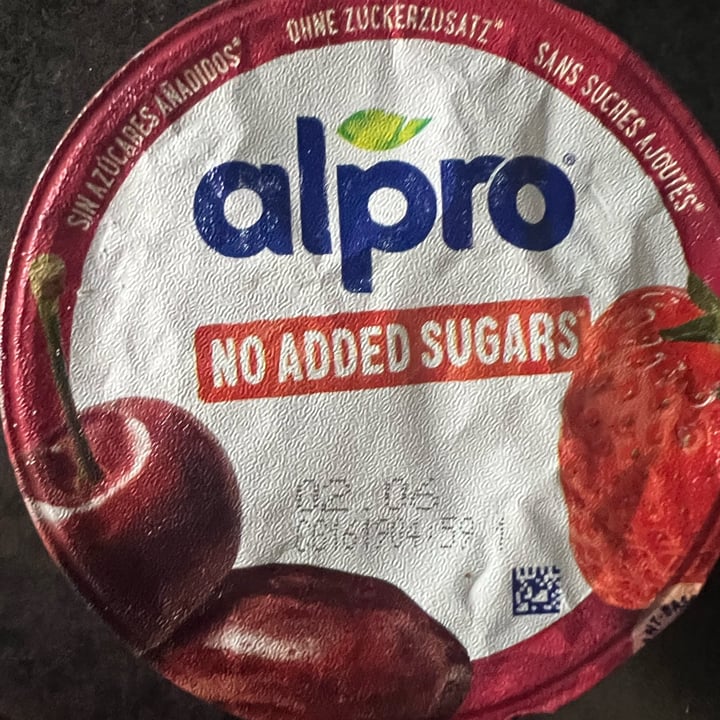 SIN AZÚCARES AÑADIDOS*
OHNE ZUCKERZUSATZ*
SANS SUCRES AJOUTÉS*
alpro®
NO ADDED SUGARS*
02.06